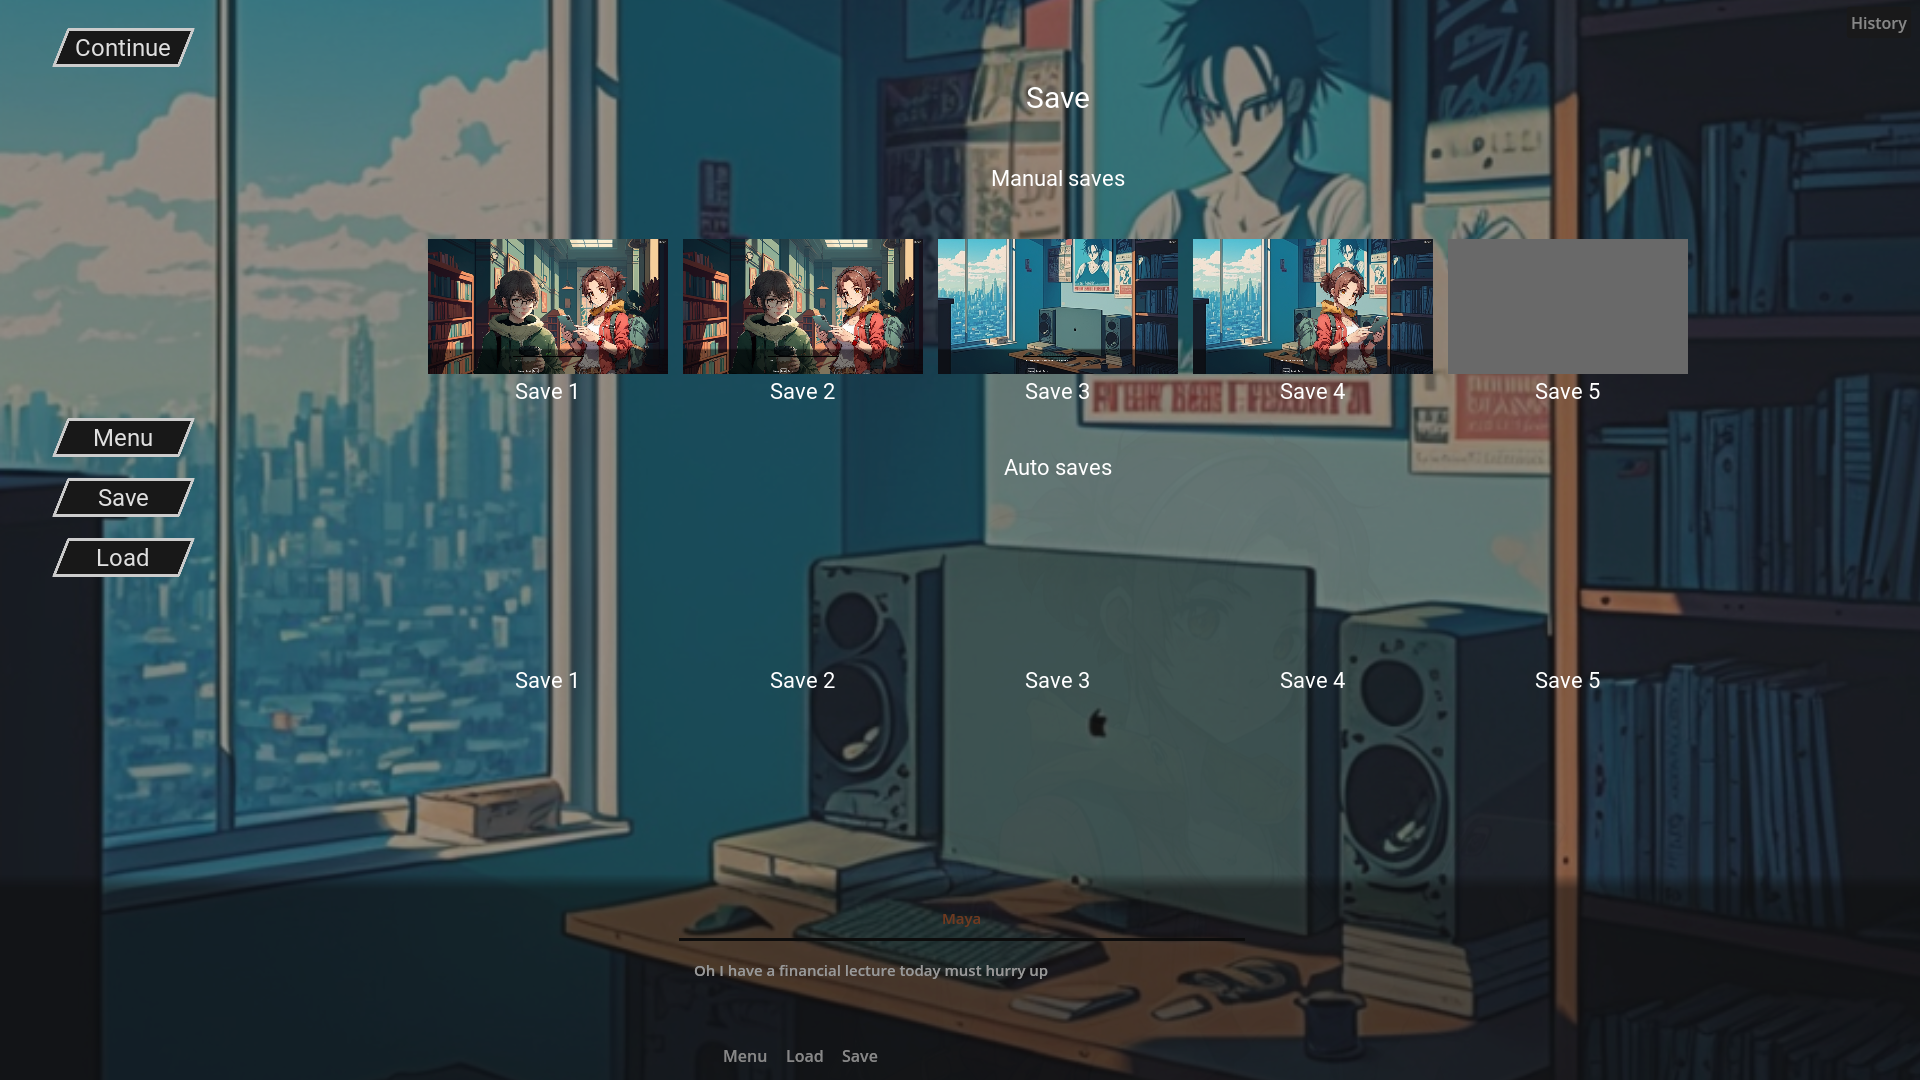 Continue
History
Save
Manual saves
Save 1
Save 2
Save 3
Save 4
Save 5
Menu
Save
Load
Auto saves
Save 1
Save 2
Save 3
Save 4
Save 5
Maya
Oh I have a financial lecture today must hurry up
Menu
Load
Save